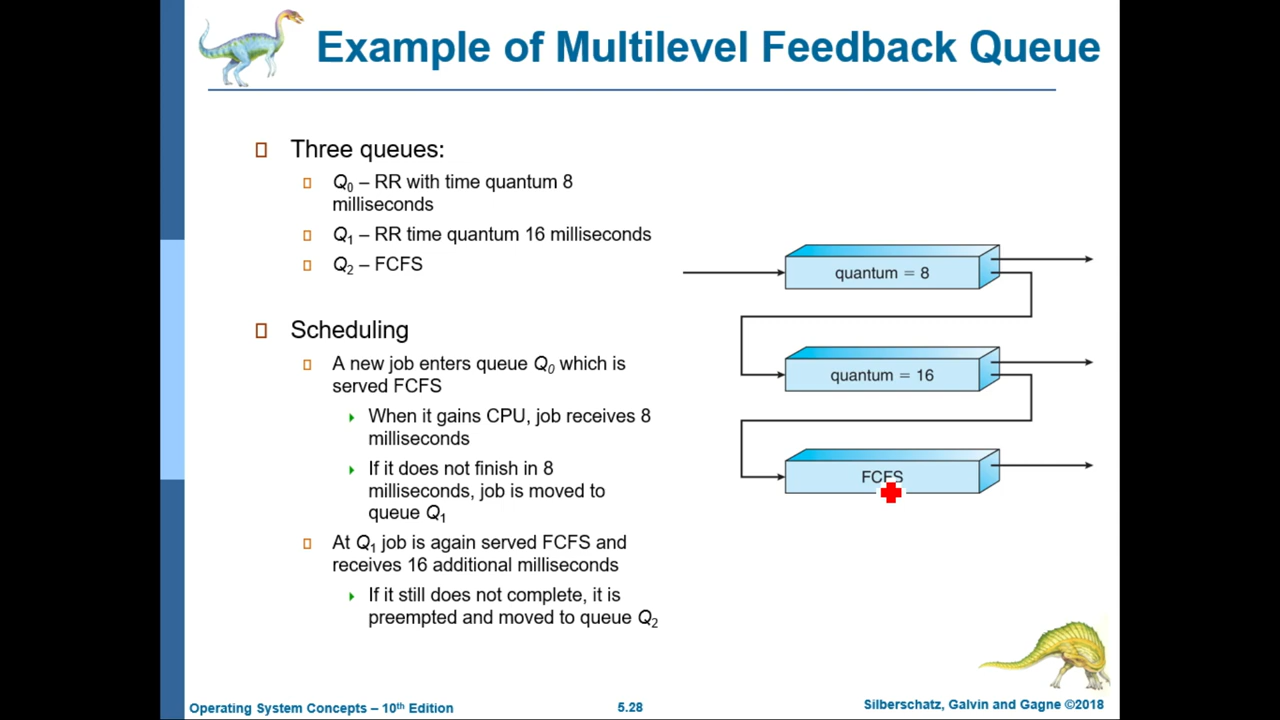 Example of Multilevel Feedback Queue
Three queues:
Q0 – RR with time quantum 8
milliseconds
Q1 – RR time quantum 16 milliseconds
Q2 – FCFS
Scheduling
A new job enters queue Q0 which is
served FCFS
When it gains CPU, job receives 8
milliseconds
If it does not finish in 8
milliseconds, job is moved to
queue Q1
At Q1 job is again served FCFS and
receives 16 additional milliseconds
If it still does not complete, it is
preempted and moved to queue Q2
quantum = 8
quantum = 16
FCFS
Operating System Concepts – 10th Edition
5.28
Silberschatz, Galvin and Gagne ©2018